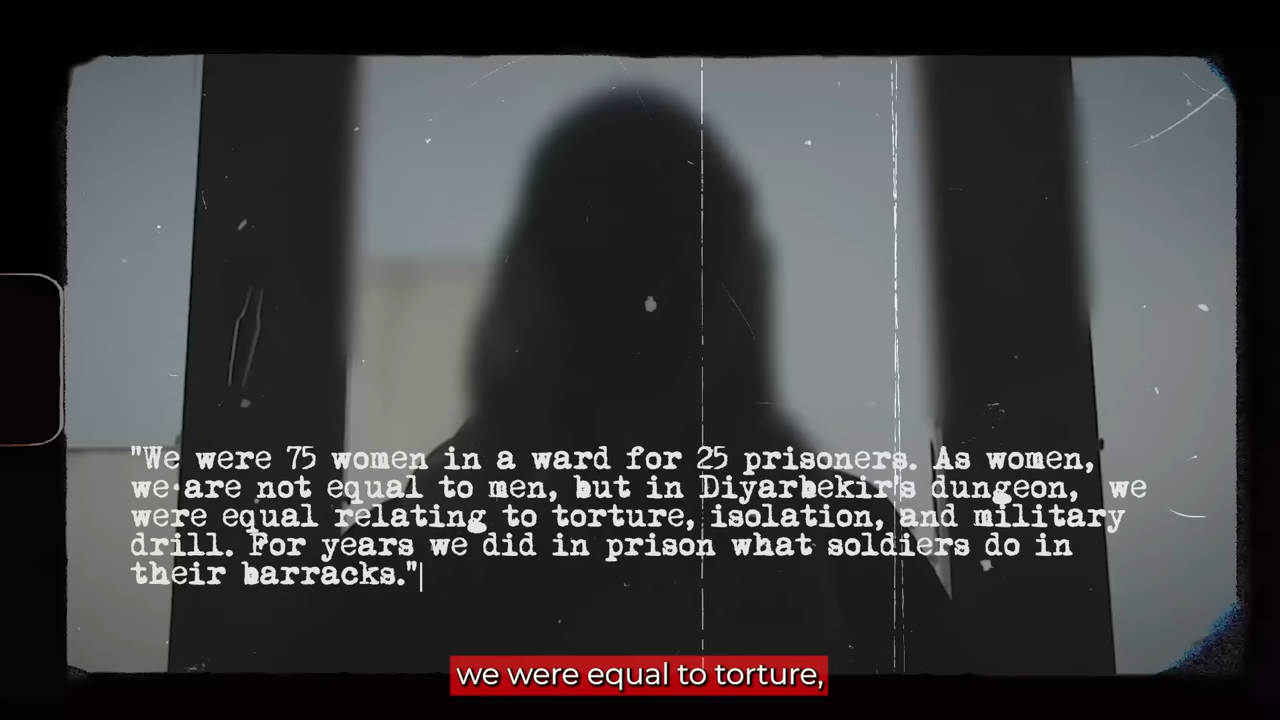 "We were 75 women in a ward for 25 prisoners. As women,
we are not equal to men, but in Diyarbekir's dungeon, we
were equal relating to torture, isolation, and military
drill. For years we did in prison what soldiers do in
their barracks."
we were equal to torture,